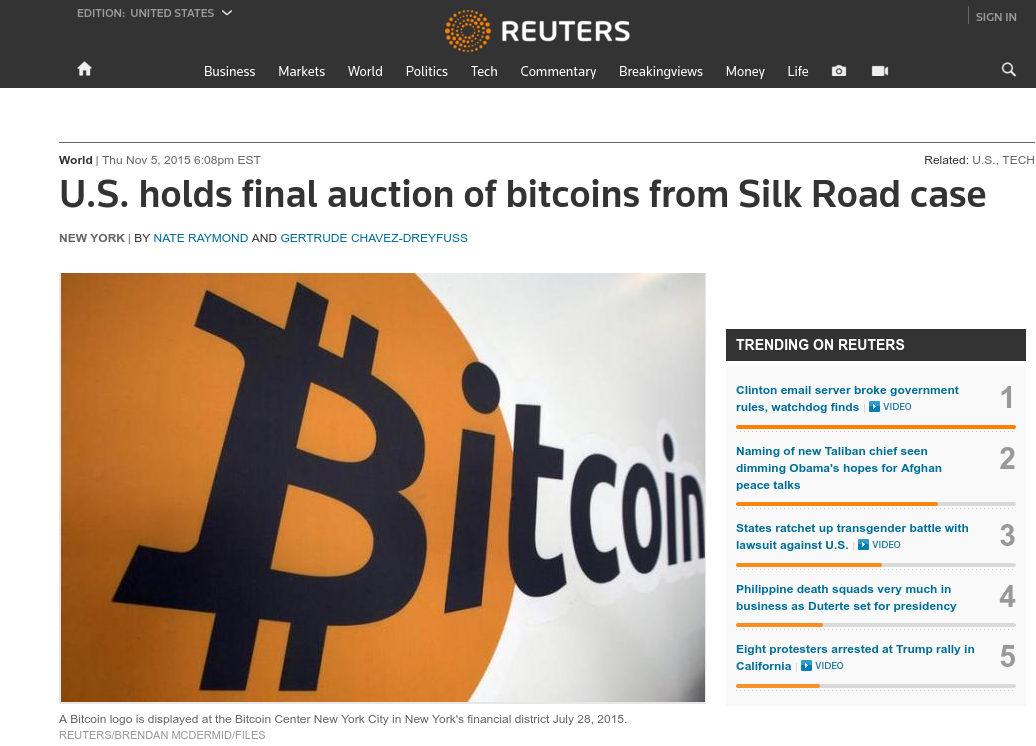 EDITION: UNITED STATES
REUTERS
SIGN IN
Business Markets World Politics Tech Commentary Breakingviews Money Life
World | Thu Nov 5, 2015 6:08pm EST
Related: U.S., TECH
U.S. holds final auction of bitcoins from Silk Road case
NEW YORK | BY NATE RAYMOND AND GERTRUDE CHAVEZ-DREYFUSS
Bitcoin
A Bitcoin logo is displayed at the Bitcoin Center New York City in New York's financial district July 28, 2015.
REUTERS/BRENDAN MCDERMID/FILES
TRENDING ON REUTERS
Clinton email server broke government
rules, watchdog finds | VIDEO
1
Naming of new Taliban chief seen
dimming Obama's hopes for Afghan
peace talks
2
States ratchet up transgender battle with
lawsuit against U.S. | VIDEO
3
Philippine death squads very much in
business as Duterte set for presidency
4
Eight protesters arrested at Trump rally in
California | VIDEO
5